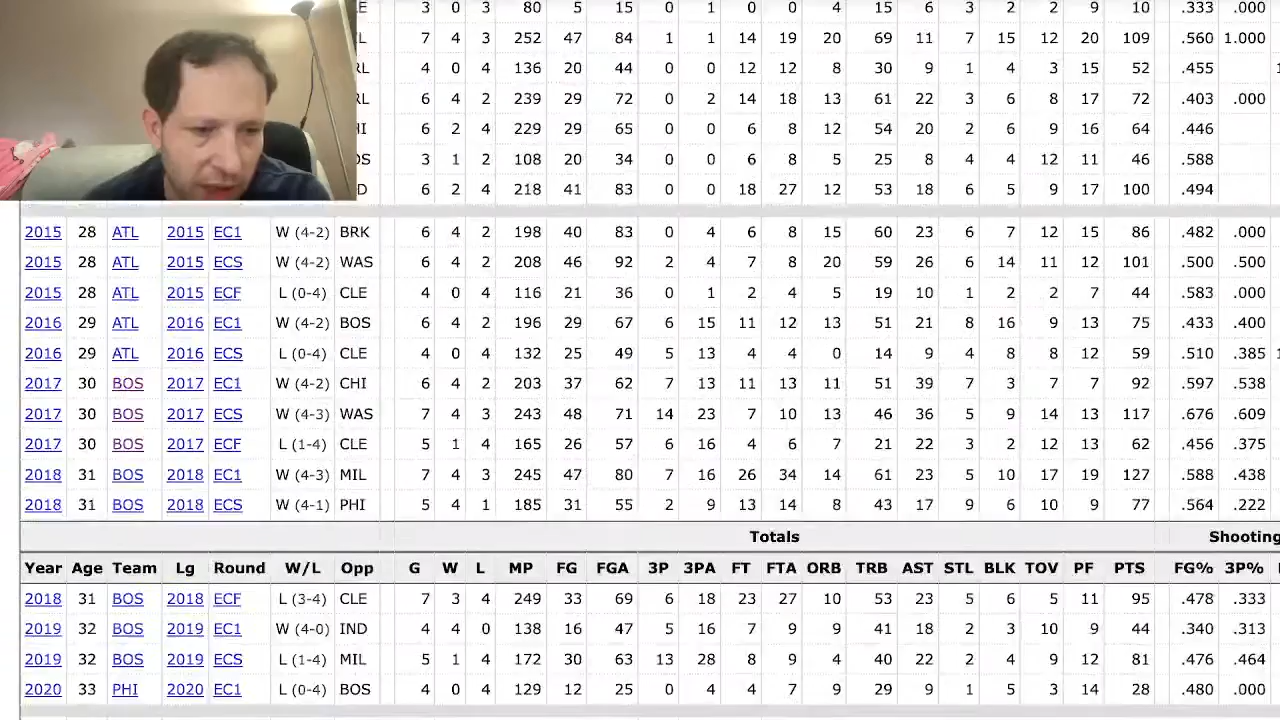 E 3 0 3 80 5 15 0 1 0 0 4 15 6 3 2 2 9 10 .333 .000
L 7 4 3 252 47 84 1 1 14 19 20 69 11 7 15 12 20 109 .560 1.000
RL 4 0 4 136 20 44 0 0 12 12 8 30 9 1 4 3 15 52 .455
RL 6 4 2 239 29 72 0 2 14 18 13 61 22 3 6 8 17 72 .403 .000
HI 6 2 4 229 29 65 0 0 6 8 12 54 20 2 6 9 16 64 .446
OS 3 1 2 108 20 34 0 0 6 8 5 25 8 4 4 12 11 46 .588
D 6 2 4 218 41 83 0 0 18 27 12 53 18 6 5 9 17 100 .494
2015 28 ATL 2015 EC1 W (4-2) BRK 6 4 2 198 40 83 0 4 6 8 15 60 23 6 7 12 15 86 .482 .000
2015 28 ATL 2015 ECS W (4-2) WAS 6 4 2 208 46 92 2 4 7 8 20 59 26 6 14 11 12 101 .500 .500
2015 28 ATL 2015 ECF L (0-4) CLE 4 0 4 116 21 36 0 1 2 4 5 19 10 1 2 2 7 44 .583 .000
2016 29 ATL 2016 EC1 W (4-2) BOS 6 4 2 196 29 67 6 15 11 12 13 51 21 8 16 9 13 75 .433 .400
2016 29 ATL 2016 ECS L (0-4) CLE 4 0 4 132 25 49 5 13 4 4 0 14 9 4 8 8 12 59 .510 .385 1
2017 30 BOS 2017 EC1 W (4-2) CHI 6 4 2 203 37 62 7 13 11 13 11 51 39 7 3 7 7 92 .597 .538
2017 30 BOS 2017 ECS W (4-3) WAS 7 4 3 243 48 71 14 23 7 10 13 46 36 5 9 14 13 117 .676 .609
2017 30 BOS 2017 ECF L (1-4) CLE 5 1 4 165 26 57 6 16 4 6 7 21 22 3 2 12 13 62 .456 .375
2018 31 BOS 2018 EC1 W (4-3) MIL 7 4 3 245 47 80 7 16 26 34 14 61 23 5 10 17 19 127 .588 .438
2018 31 BOS 2018 ECS W (4-1) PHI 5 4 1 185 31 55 2 9 13 14 8 43 17 9 6 10 9 77 .564 .222
Totals Shooting
Year Age Team Lg Round W/L Opp G W L MP FG FGA 3P 3PA FT FTA ORB TRB AST STL BLK TOV PF PTS FG% 3P%
2018 31 BOS 2018 ECF L (3-4) CLE 7 3 4 249 33 69 6 18 23 27 10 53 23 5 6 5 11 95 .478 .333
2019 32 BOS 2019 EC1 W (4-0) IND 4 4 0 138 16 47 5 16 7 9 9 41 18 2 3 10 9 44 .340 .313
2019 32 BOS 2019 ECS L (1-4) MIL 5 1 4 172 30 63 13 28 8 9 4 40 22 2 4 9 12 81 .476 .464
2020 33 PHI 2020 EC1 L (0-4) BOS 4 0 4 129 12 25 0 4 4 7 9 29 9 1 5 3 14 28 .480 .000